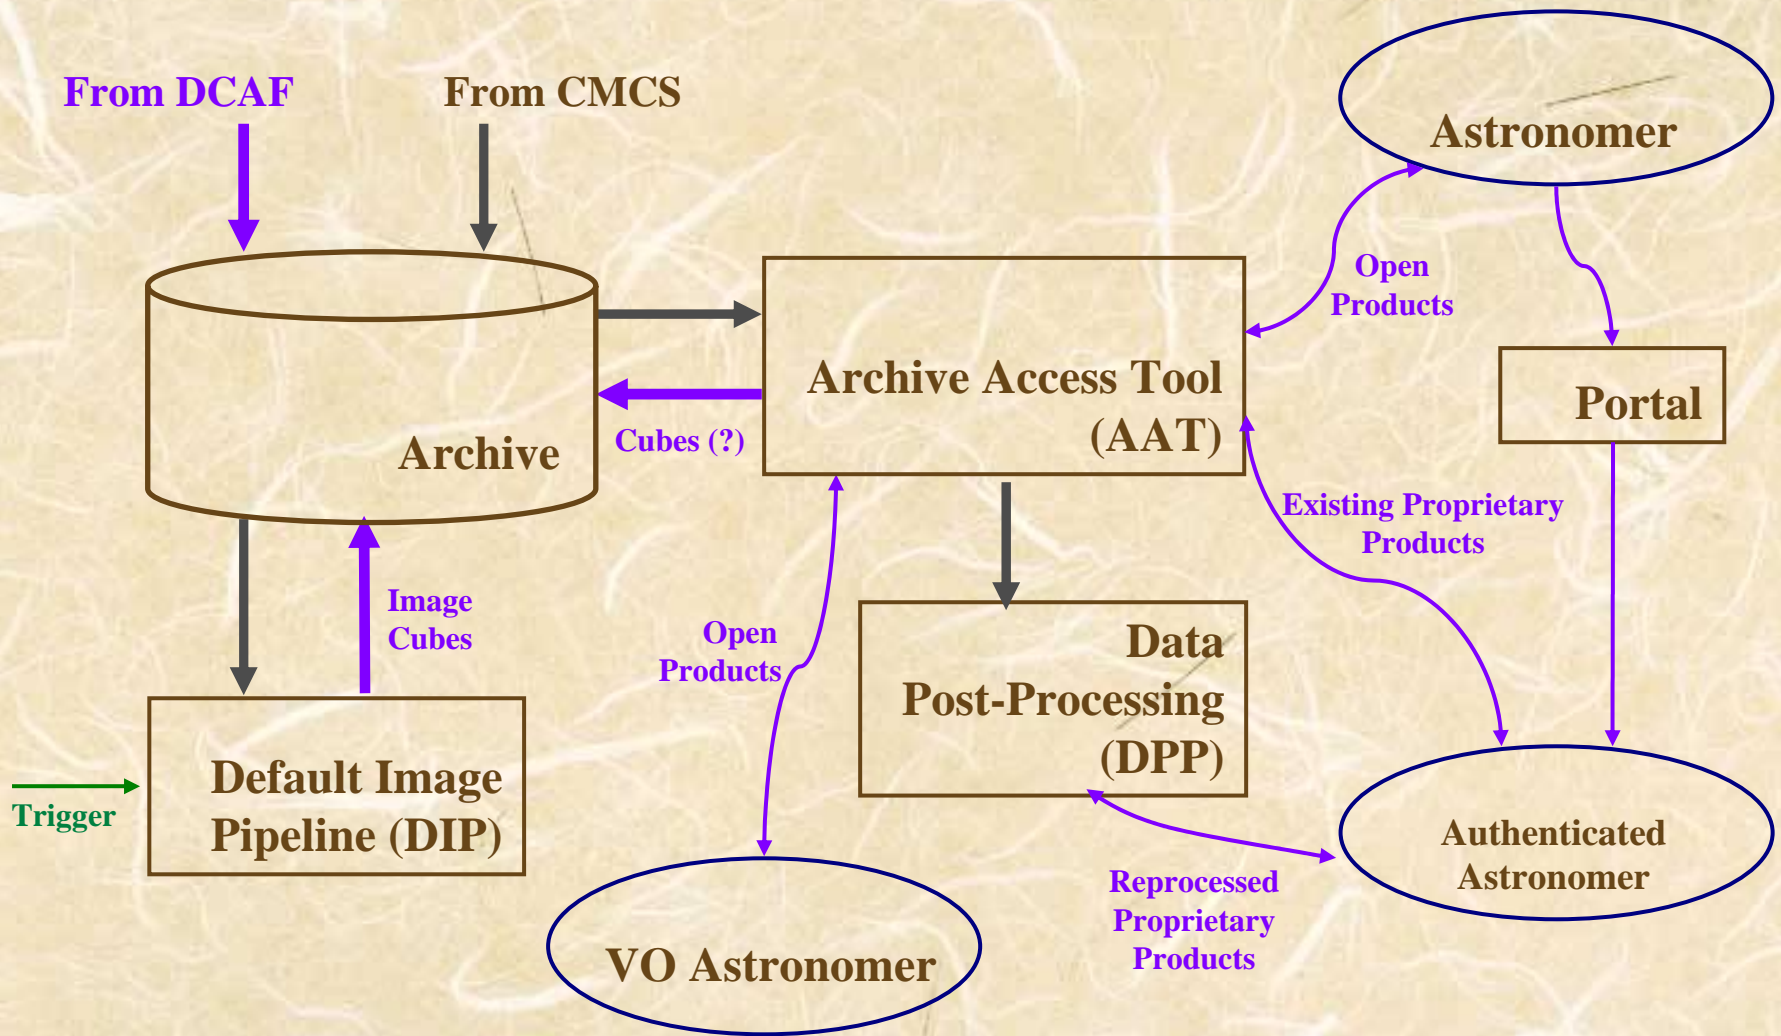 From DCAF
From CMCS
Astronomer
Open
Products
Archive Access Tool
(AAT)
Portal
Archive
Cubes (?)
Existing Proprietary
Products
Image
Cubes
Open
Products
Data
Post-Processing
(DPP)
Default Image
Pipeline (DIP)
Trigger
Authenticated
Astronomer
Reprocessed
Proprietary
Products
VO Astronomer